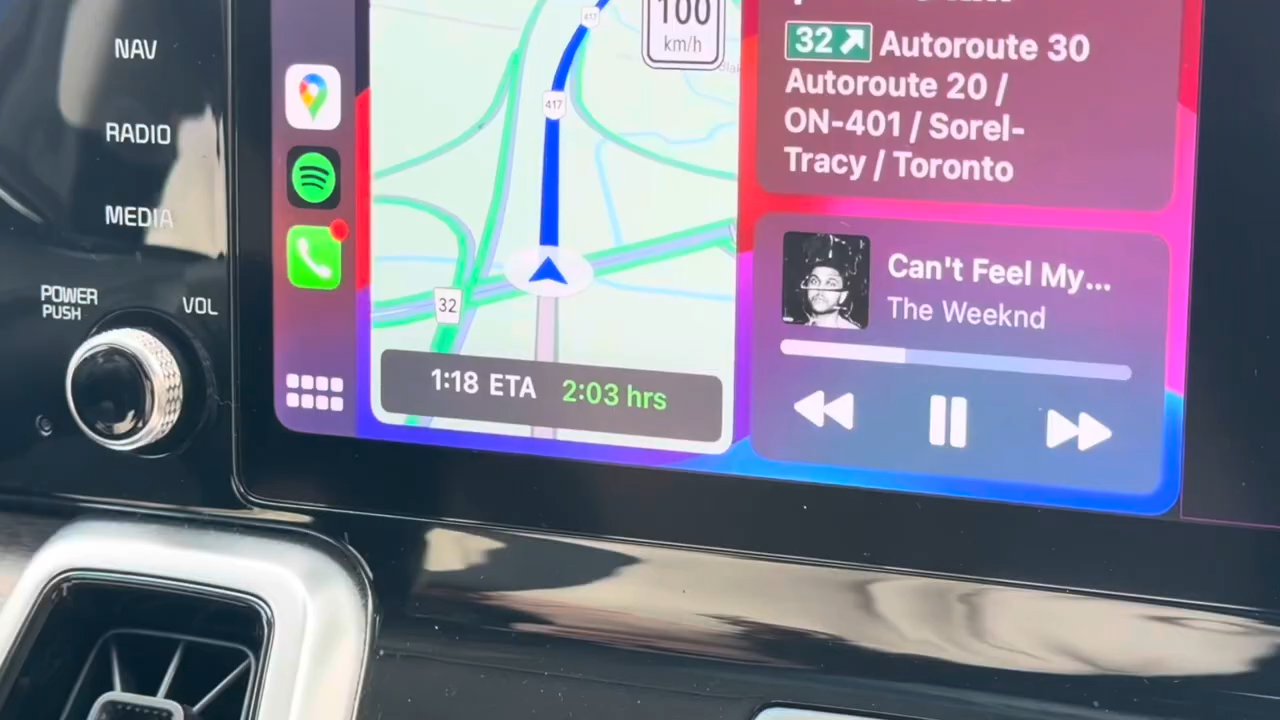 NAV
RADIO
MEDIA
POWER
PUSH
VOL
417
417
32
100
km/h
1:18 ETA 2:03 hrs
32 Autoroute 30
Autoroute 20 /
ON-401 / Sorel-
Tracy / Toronto
Can't Feel My...
The Weeknd